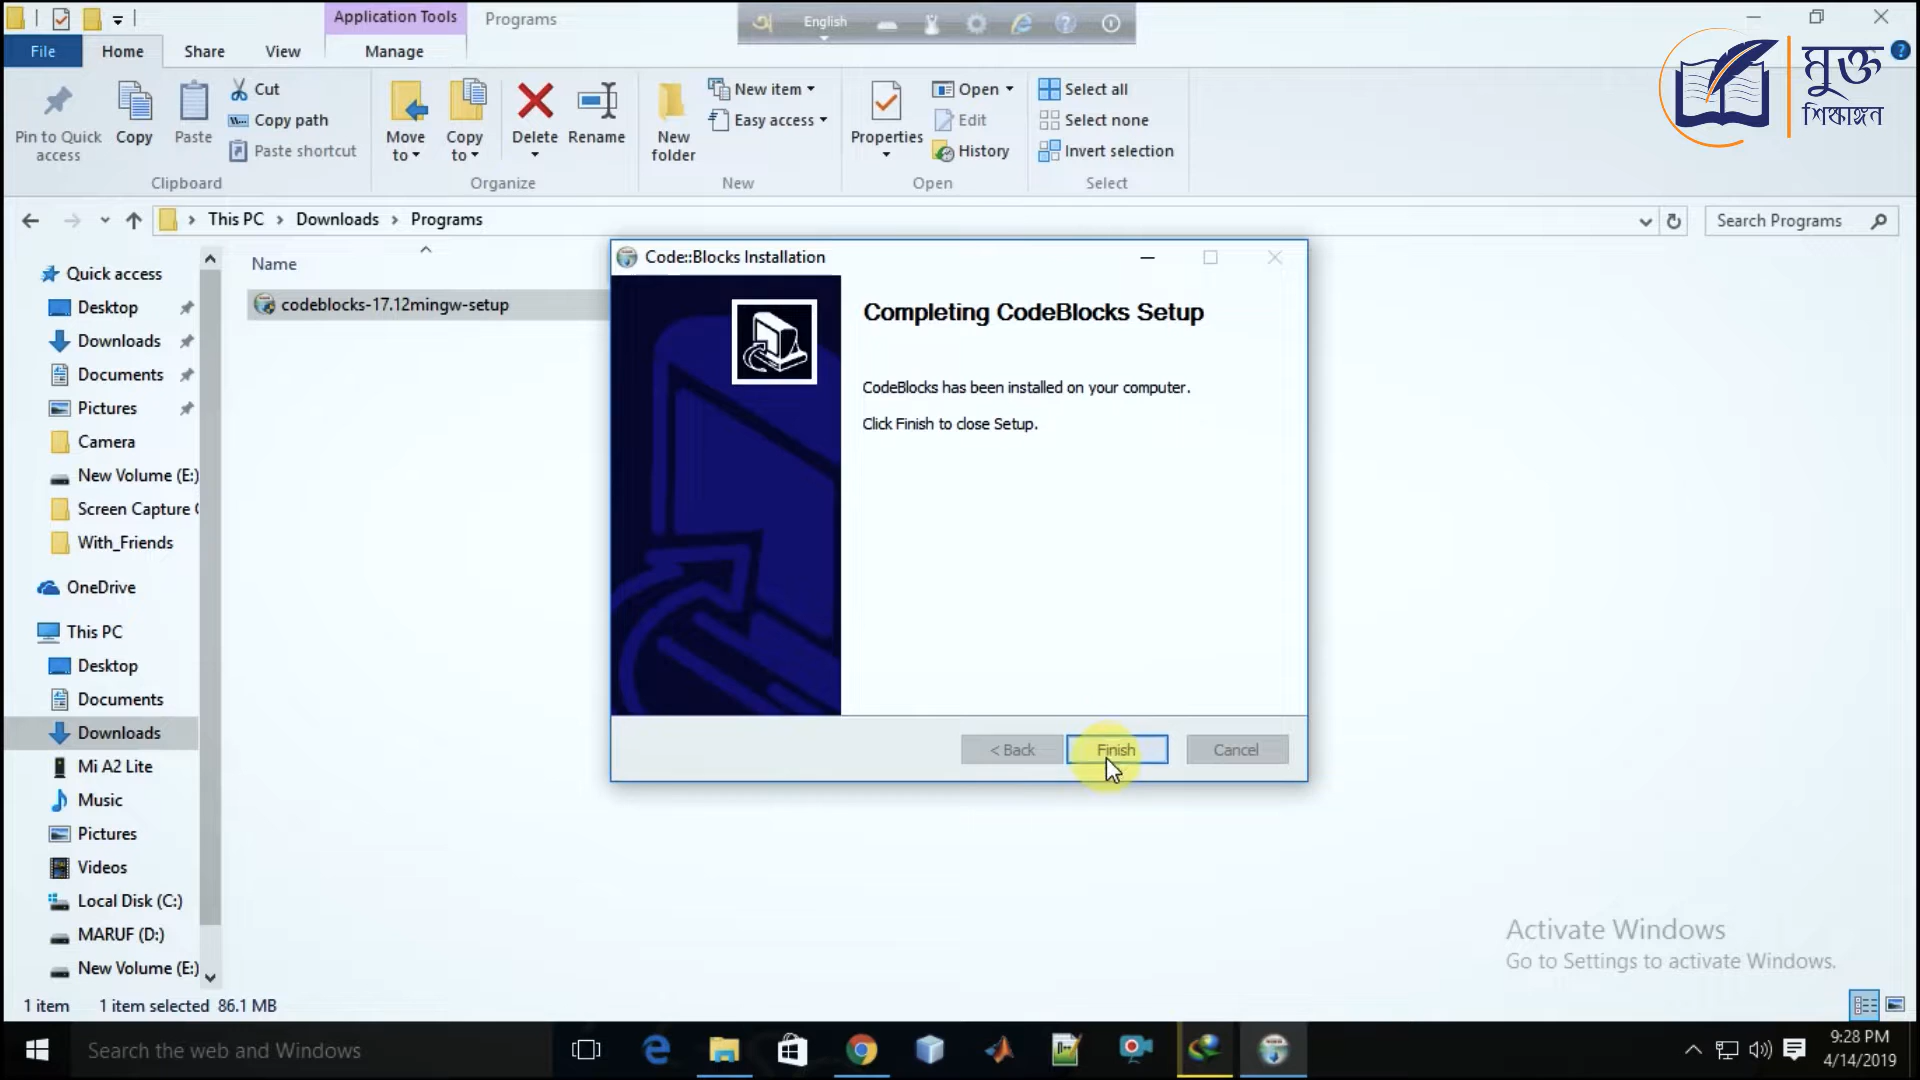 Application Tools
Programs
English
File
Home
Share
View
Manage
মুক্ত
শিক্ষাঙ্গন
Pin to Quick access
Copy
Paste
Cut
Copy path
Paste shortcut
Move to
Copy to
Delete
Rename
New folder
New item
Easy access
Properties
Open
Edit
History
Select all
Select none
Invert selection
Clipboard
Organize
New
Open
Select
This PC > Downloads > Programs
Search Programs
Quick access
Desktop
Downloads
Documents
Pictures
Camera
New Volume (E:)
Screen Capture
With_Friends
OneDrive
This PC
Desktop
Documents
Downloads
Mi A2 Lite
Music
Pictures
Videos
Local Disk (C:)
MARUF (D:)
New Volume (E:)
Name
codeblocks-17.12mingw-setup
Code::Blocks Installation
Completing CodeBlocks Setup
CodeBlocks has been installed on your computer.
Click Finish to close Setup.
< Back
Finish
Cancel
Activate Windows
Go to Settings to activate Windows.
1 item
1 item selected 86.1 MB
Search the web and Windows
9:28 PM
4/14/2019